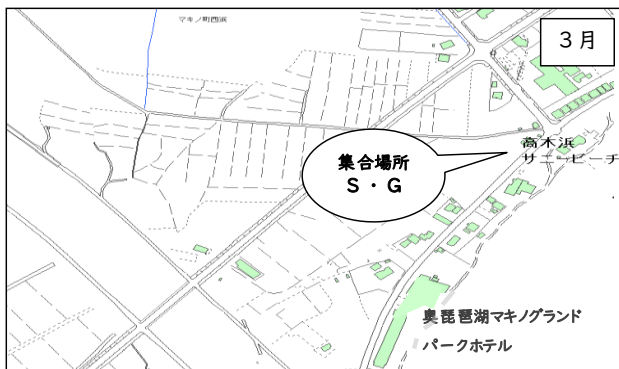 マキノ町西浜
3月
高木浜
サニービーチ
集合場所
S・G
奥琵琶湖マキノグランド
パークホテル